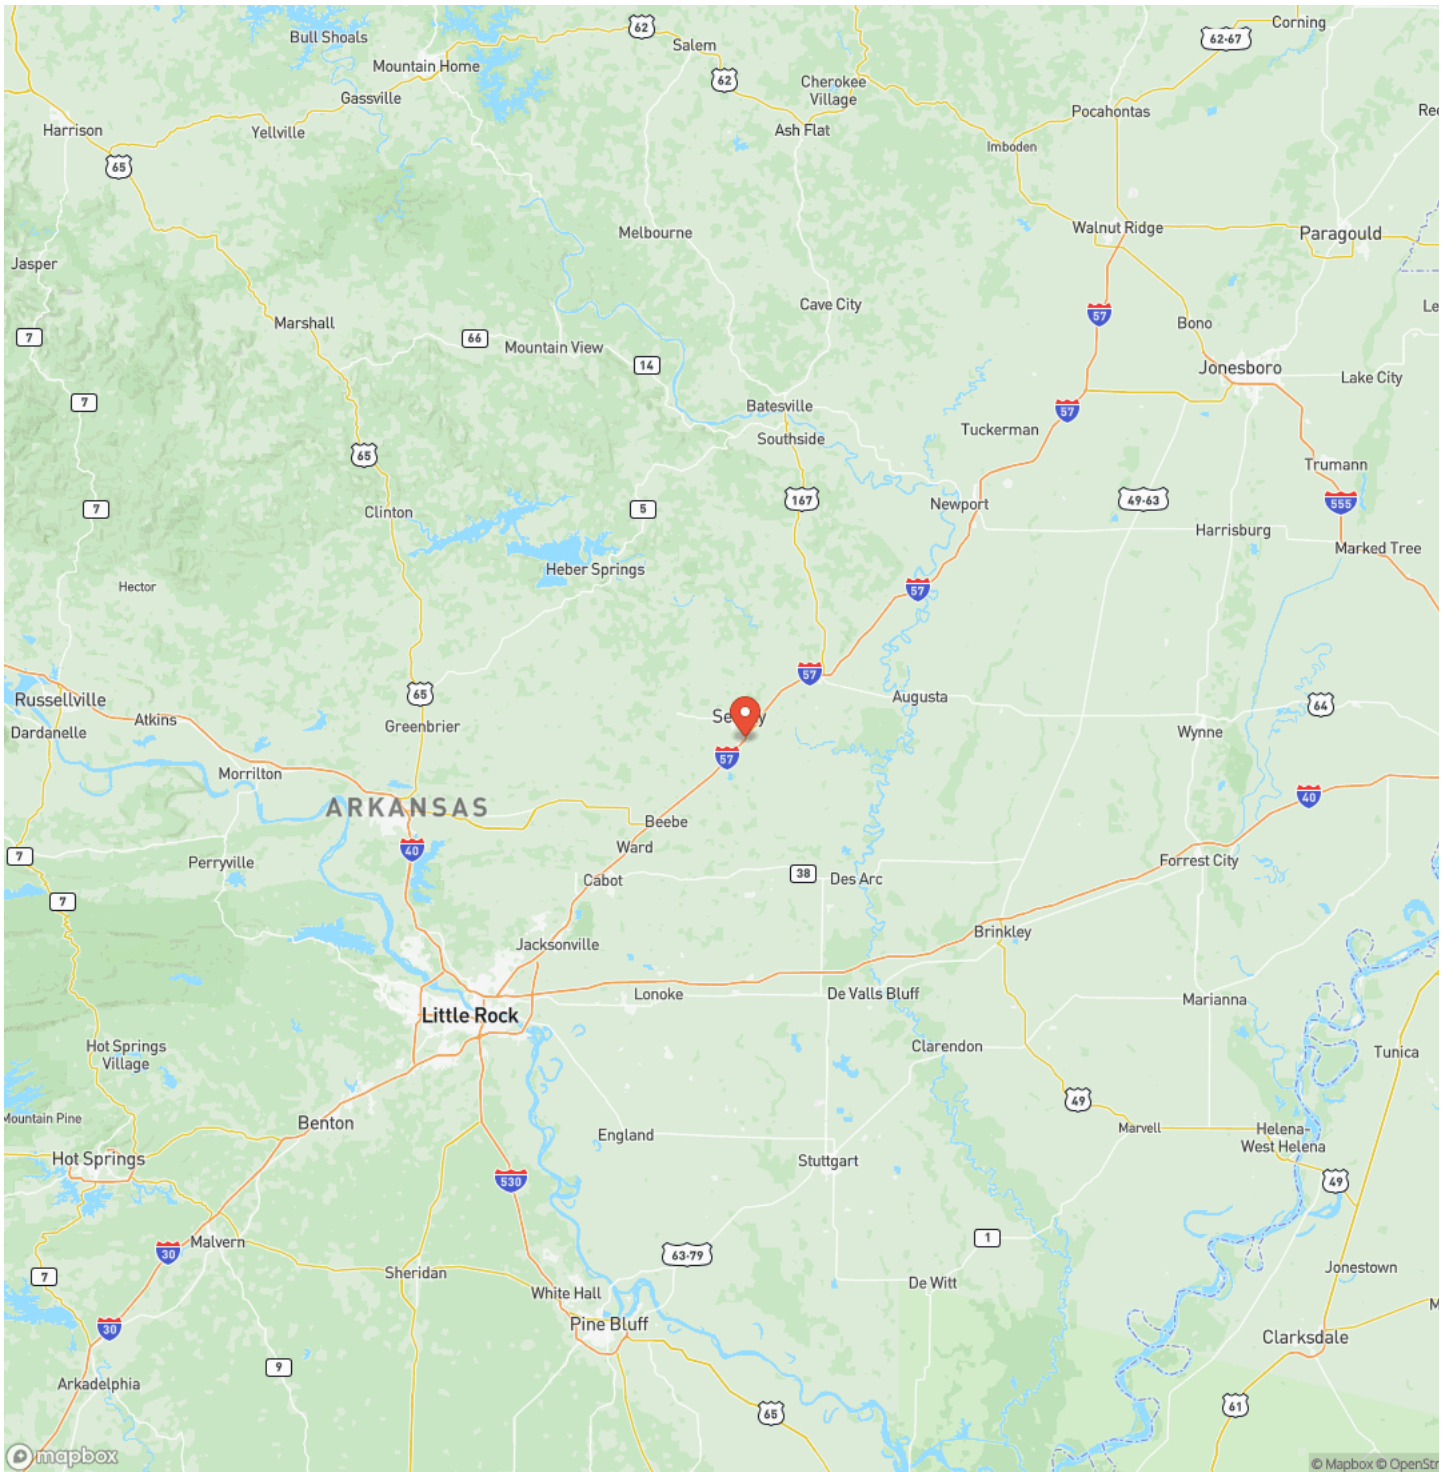 Corning
62
62-67
Bull Shoals
Salem
Mountain Home
62
Cherokee
Village
Gassville
Pocahontas
Harrison
Yellville
Ash Flat
Imboden
65
Melbourne
Walnut Ridge
Paragould
Jasper
Cave City
57
Marshall
Bono
7
66
Mountain View
14
Jonesboro
Lake City
7
Batesville
57
Southside
Tuckerman
65
Trumann
167
49-63
555
7
Clinton
5
Newport
Harrisburg
Marked Tree
Heber Springs
Hector
57
57
65
Russellville
Augusta
64
Atkins
Greenbrier
Dardanelle
Wynne
57
Morrilton
ARKANSAS
40
Beebe
40
Ward
7
Perryville
Forrest City
38
Des Arc
Cabot
7
Brinkley
Jacksonville
Lonoke
De Valls Bluff
Marianna
Little Rock
Hot Springs
Village
Clarendon
Tunica
49
Mountain Pine
Benton
Marvell
Helena-
West Helena
England
Hot Springs
Stuttgart
530
49
Malvern
1
30
63-79
Jonestown
Sheridan
7
De Witt
White Hall
30
Pine Bluff
Clarksdale
9
Arkadelphia
65
61
mapbox
© Mapbox © OpenStr